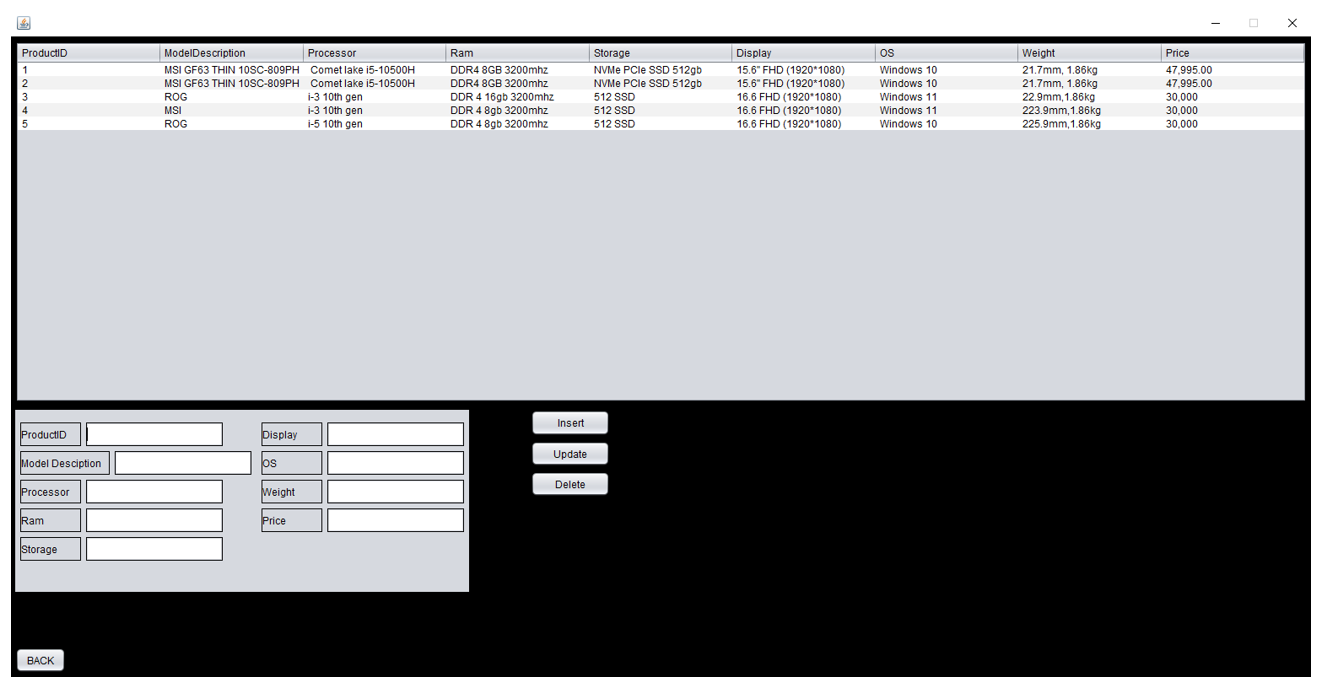 ProductID ModelDescription Processor Ram Storage Display OS Weight Price
1 MSI GF63 THIN 10SC-809PH Comet lake i5-10500H DDR4 8GB 3200mhz NVMe PCIe SSD 512gb 15.6" FHD (1920*1080) Windows 10 21.7mm, 1.86kg 47,995.00
2 MSI GF63 THIN 10SC-809PH Comet lake i5-10500H DDR4 8GB 3200mhz NVMe PCIe SSD 512gb 15.6" FHD (1920*1080) Windows 10 21.7mm, 1.86kg 47,995.00
3 ROG i-3 10th gen DDR 4 16gb 3200mhz 512 SSD 16.6 FHD (1920*1080) Windows 11 22.9mm,1.86kg 30,000
4 MSI i-3 10th gen DDR 4 8gb 3200mhz 512 SSD 16.6 FHD (1920*1080) Windows 11 223.9mm,1.86kg 30,000
5 ROG i-5 10th gen DDR 4 8gb 3200mhz 512 SSD 16.6 FHD (1920*1080) Windows 10 225.9mm,1.86kg 30,000
ProductID Display
Model Desciption OS
Processor Weight
Ram Price
Storage
Insert
Update
Delete
BACK